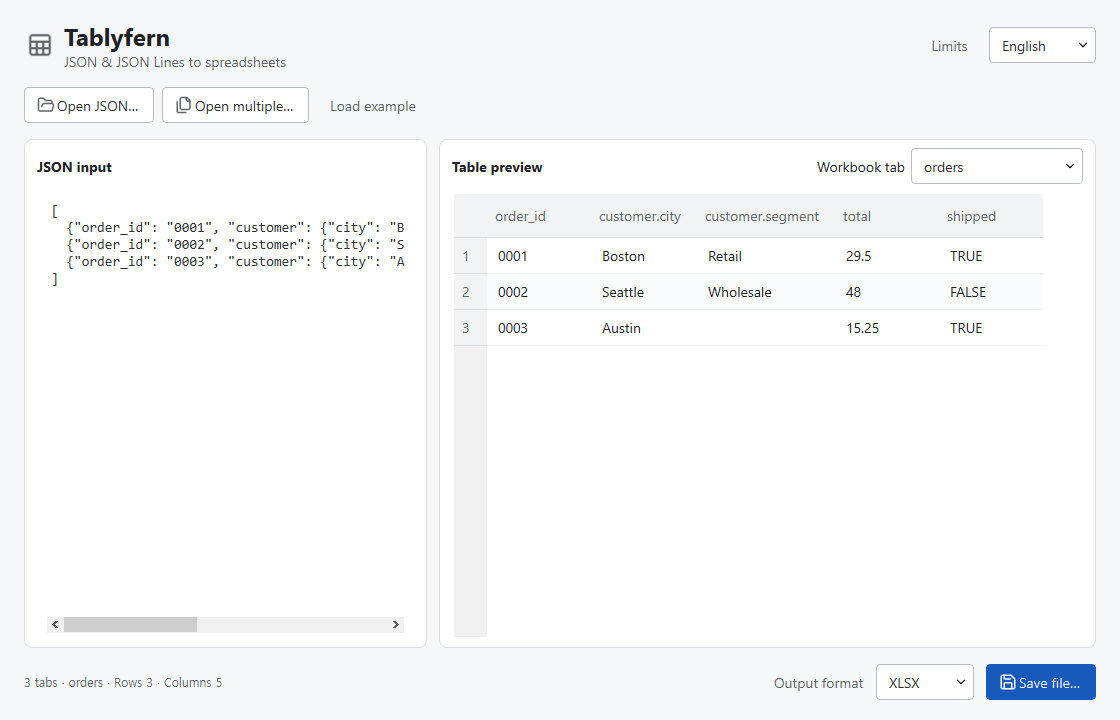 Tablyfern
JSON & JSON Lines to spreadsheets
Limits
English
Open JSON...
Open multiple...
Load example
JSON input
[
{"order_id": "0001", "customer": {"city": "B
{"order_id": "0002", "customer": {"city": "S
{"order_id": "0003", "customer": {"city": "A
]
Table preview
Workbook tab
orders
order_id customer.city customer.segment total shipped
1 0001 Boston Retail 29.5 TRUE
2 0002 Seattle Wholesale 48 FALSE
3 0003 Austin 15.25 TRUE
3 tabs · orders · Rows 3 · Columns 5
Output format
XLSX
Save file...